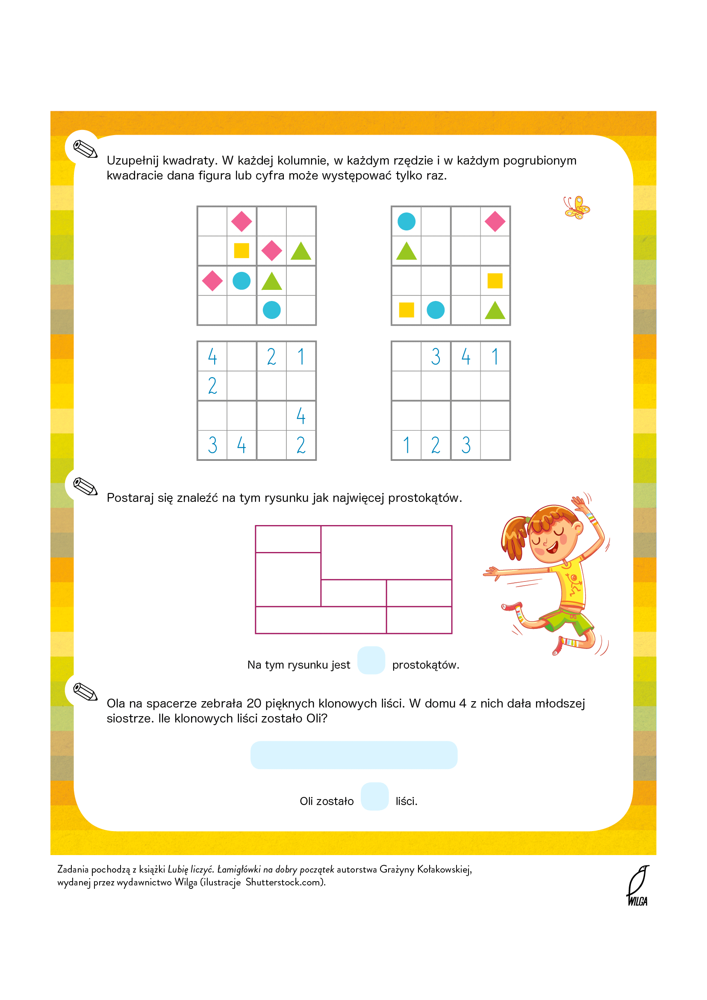 Uzupełnij kwadraty. W każdej kolumnie, w każdym rzędzie i w każdym pogrubionym
kwadracie dana figura lub cyfra może występować tylko raz.
4 2 1
2
4
3 4 2
3 4 1
1 2 3
Postaraj się znaleźć na tym rysunku jak najwięcej prostokątów.
Na tym rysunku jest prostokątów.
Ola na spacerze zebrała 20 pięknych klonowych liści. W domu 4 z nich dała młodszej
siostrze. Ile klonowych liści zostało Oli?
Oli zostało liści.
Zadania pochodzą z książki Lubię liczyć. Łamigłówki na dobry początek autorstwa Grażyny Kołakowskiej,
wydanej przez wydawnictwo Wilga (ilustracje Shutterstock.com).
WILGA